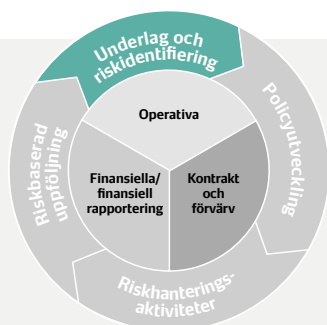 Underlag och
riskidentifiering
Policyutveckling
Riskhanterings-
aktiviteter
Riskbaserad
uppföljning
Operativa
Finansiella/
finansiell
rapportering
Kontrakt
och
förvärv